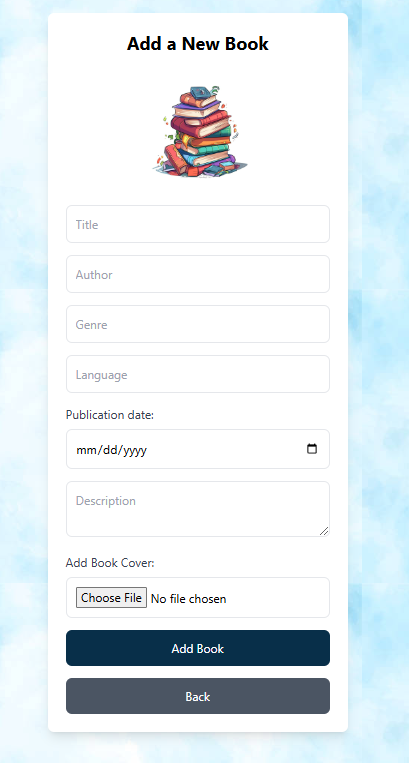 Add a New Book
Title
Author
Genre
Language
Publication date:
mm/dd/yyyy
Description
Add Book Cover:
Choose File No file chosen
Add Book
Back